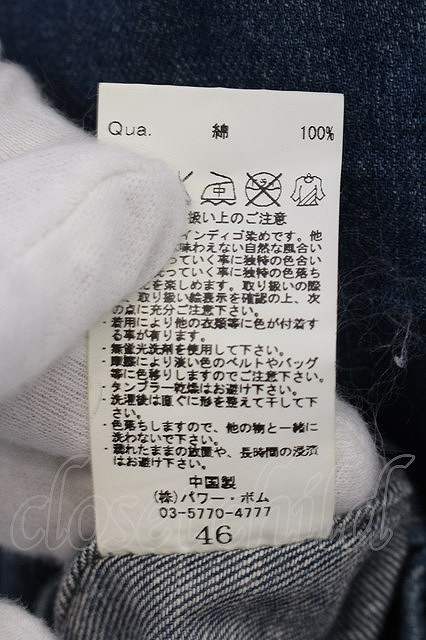 Qua. 綿 100%
中
扱い上のご注意
インディゴ染めです。他
味わえない自然な風合い
っていく事に独特の色合い
っていく事に独特の色落ち
を楽しめます。取り扱いの際
取り扱い絵表示を確認の上、次
の点に充分ご注意下さい。
・着用により他の衣類等に色が付着す
る事が有ります。
・無蛍光洗剤を使用して下さい。
・摩擦により淡い色のベルトやバッグ
等に色移りしますのでご注意下さい。
・タンブラー乾燥はお避け下さい。
・洗濯後は直ぐに形を整えて干して下
さい。
・色落ちしますので、他の物と一緒に
洗わないで下さい。
・濡れたままの放置や、長時間の浸漬
はお避け下さい。
中国製
(株)パワー・ボム
03-5770-4777
46
closet child